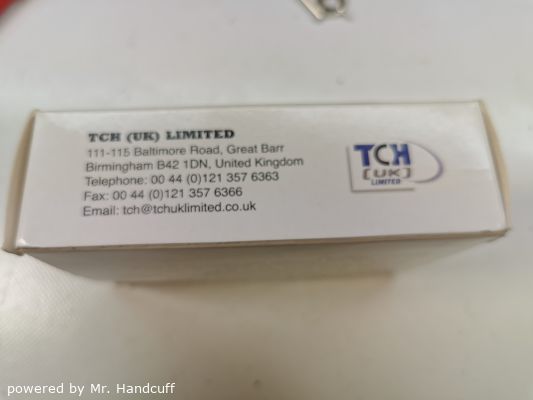 TCH (UK) LIMITED
111-115 Baltimore Road, Great Barr
Birmingham B42 1DN, United Kingdom
Telephone: 00 44 (0)121 357 6363
Fax: 00 44 (0)121 357 6366
Email: tch@tchuklimited.co.uk
TCH
[UK]
LIMITED
powered by Mr. Handcuff